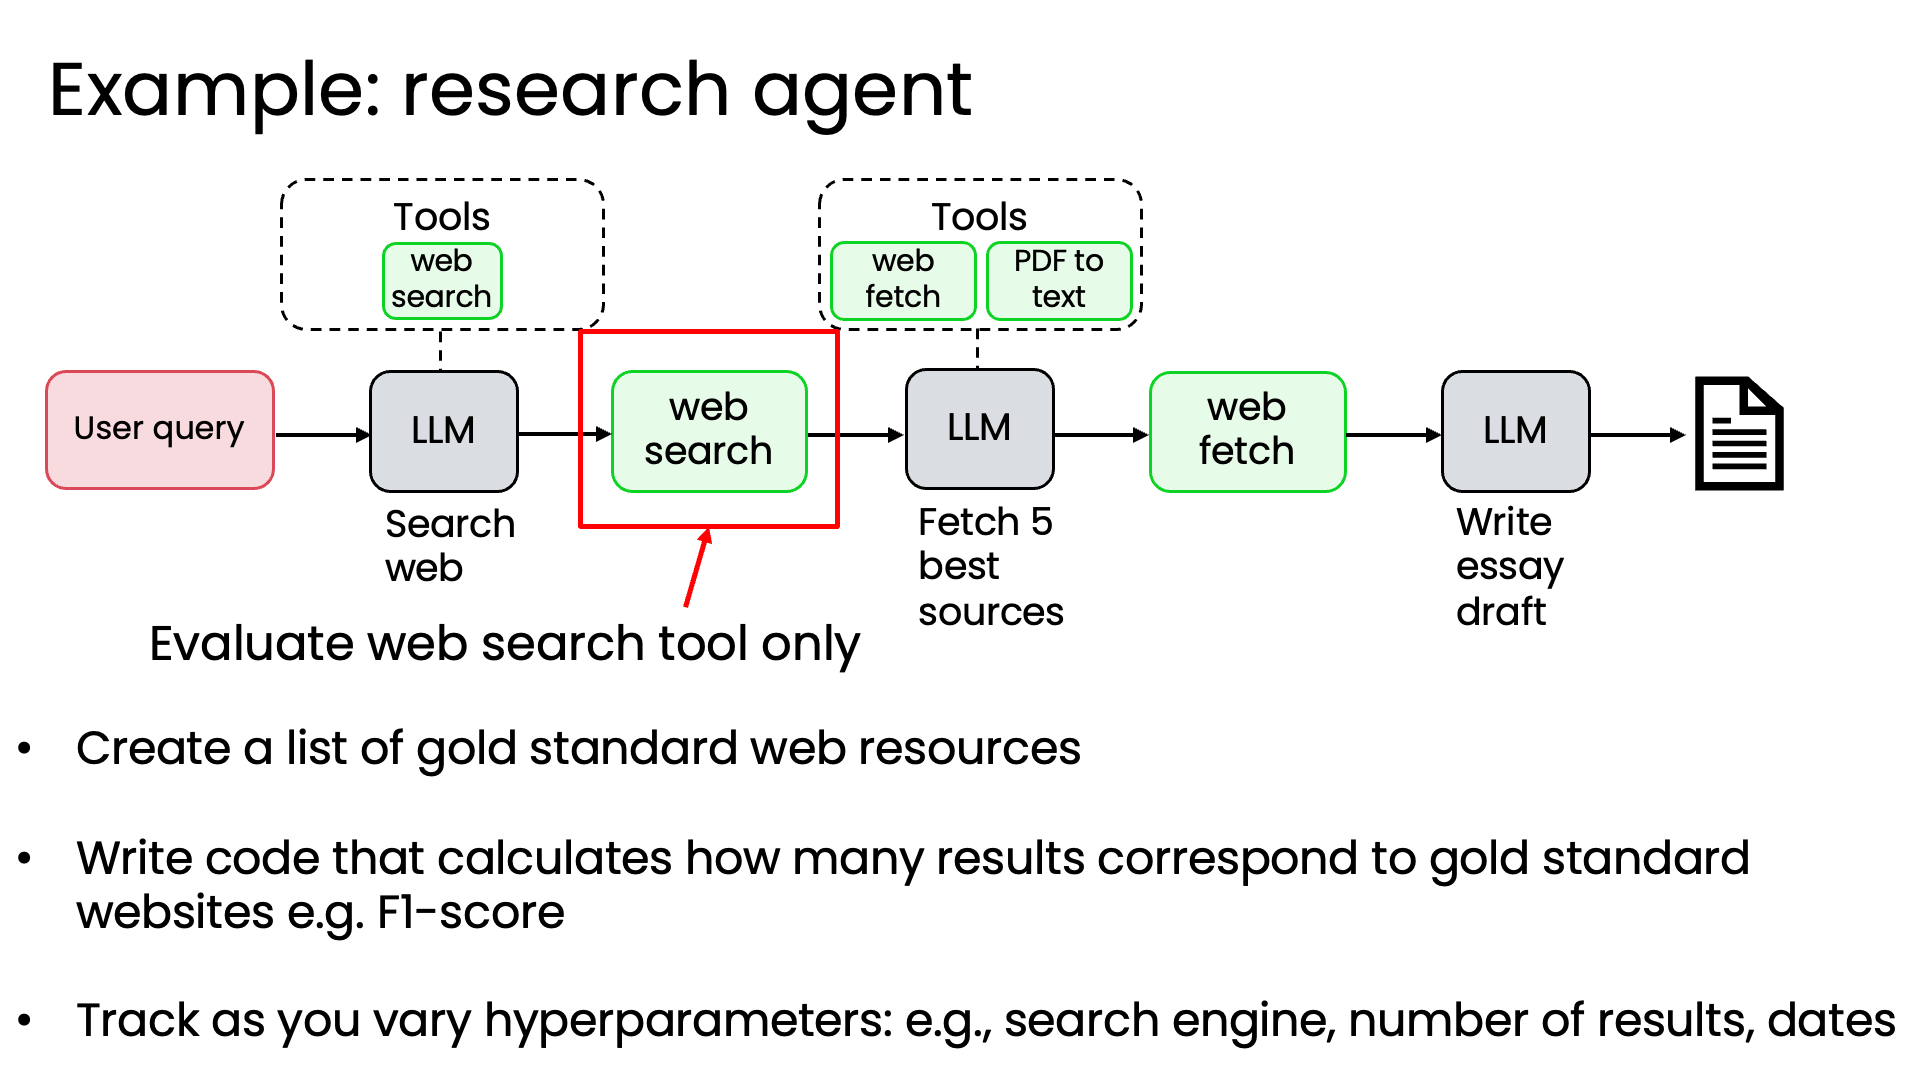 Example: research agent
Tools
web
search
Tools
web
fetch
PDF to
text
User query
LLM
web
search
LLM
web
fetch
LLM
Search
web
Fetch 5
best
sources
Write
essay
draft
Evaluate web search tool only
• Create a list of gold standard web resources
• Write code that calculates how many results correspond to gold standard
websites e.g. F1-score
• Track as you vary hyperparameters: e.g., search engine, number of results, dates